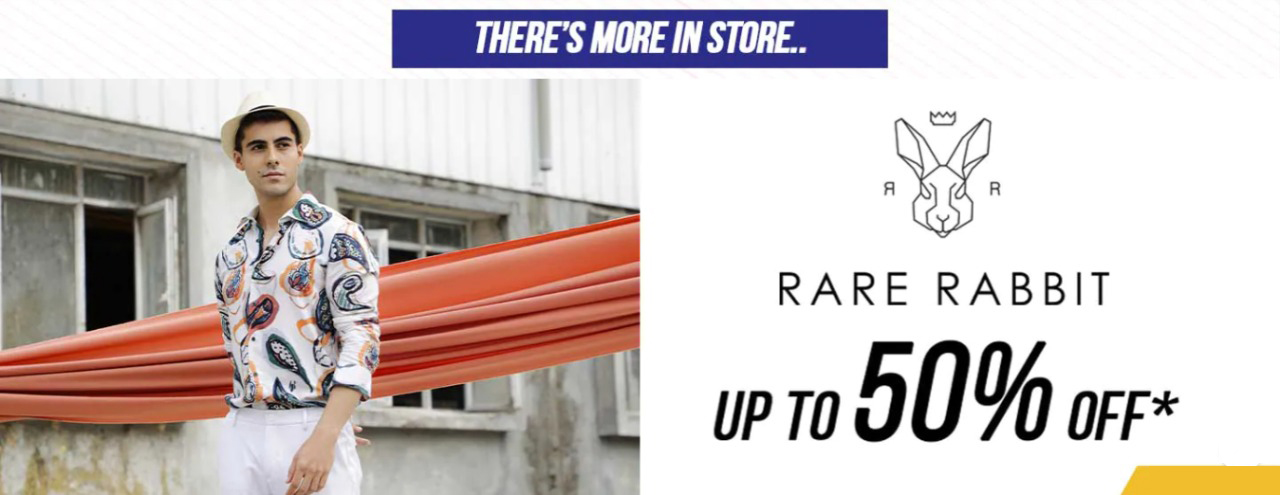 THERE'S MORE IN STORE..
Я R
RARE RABBIT
UP TO 50% OFF*